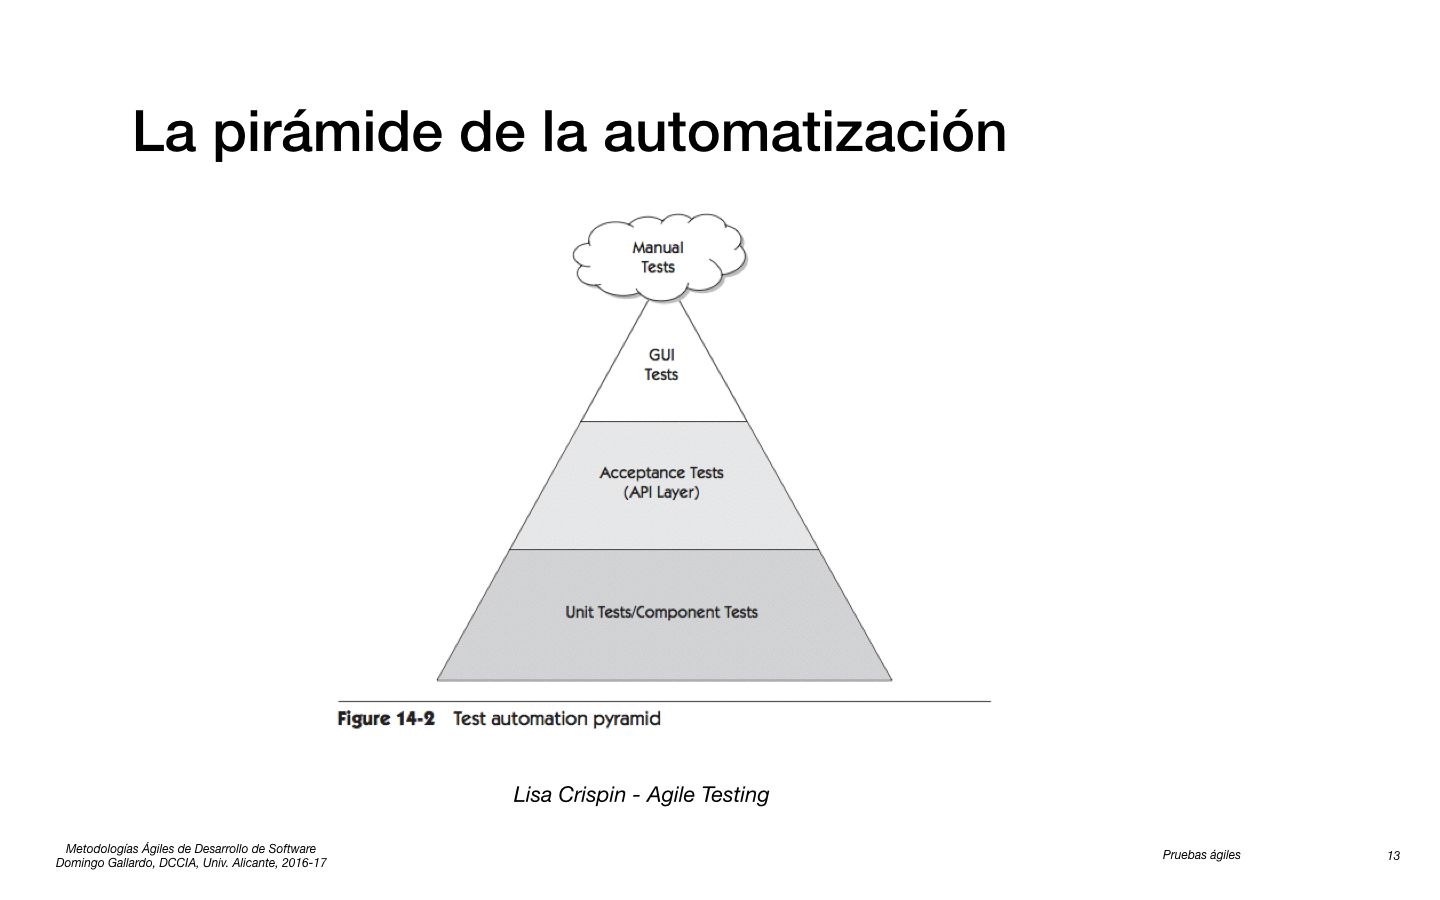 La pirámide de la automatización
Manual
Tests
GUI
Tests
Acceptance Tests
(API Layer)
Unit Tests/Component Tests
Figure 14-2 Test automation pyramid
Lisa Crispin - Agile Testing
Metodologías Ágiles de Desarrollo de Software
Domingo Gallardo, DCCIA, Univ. Alicante, 2016-17
Pruebas ágiles
13